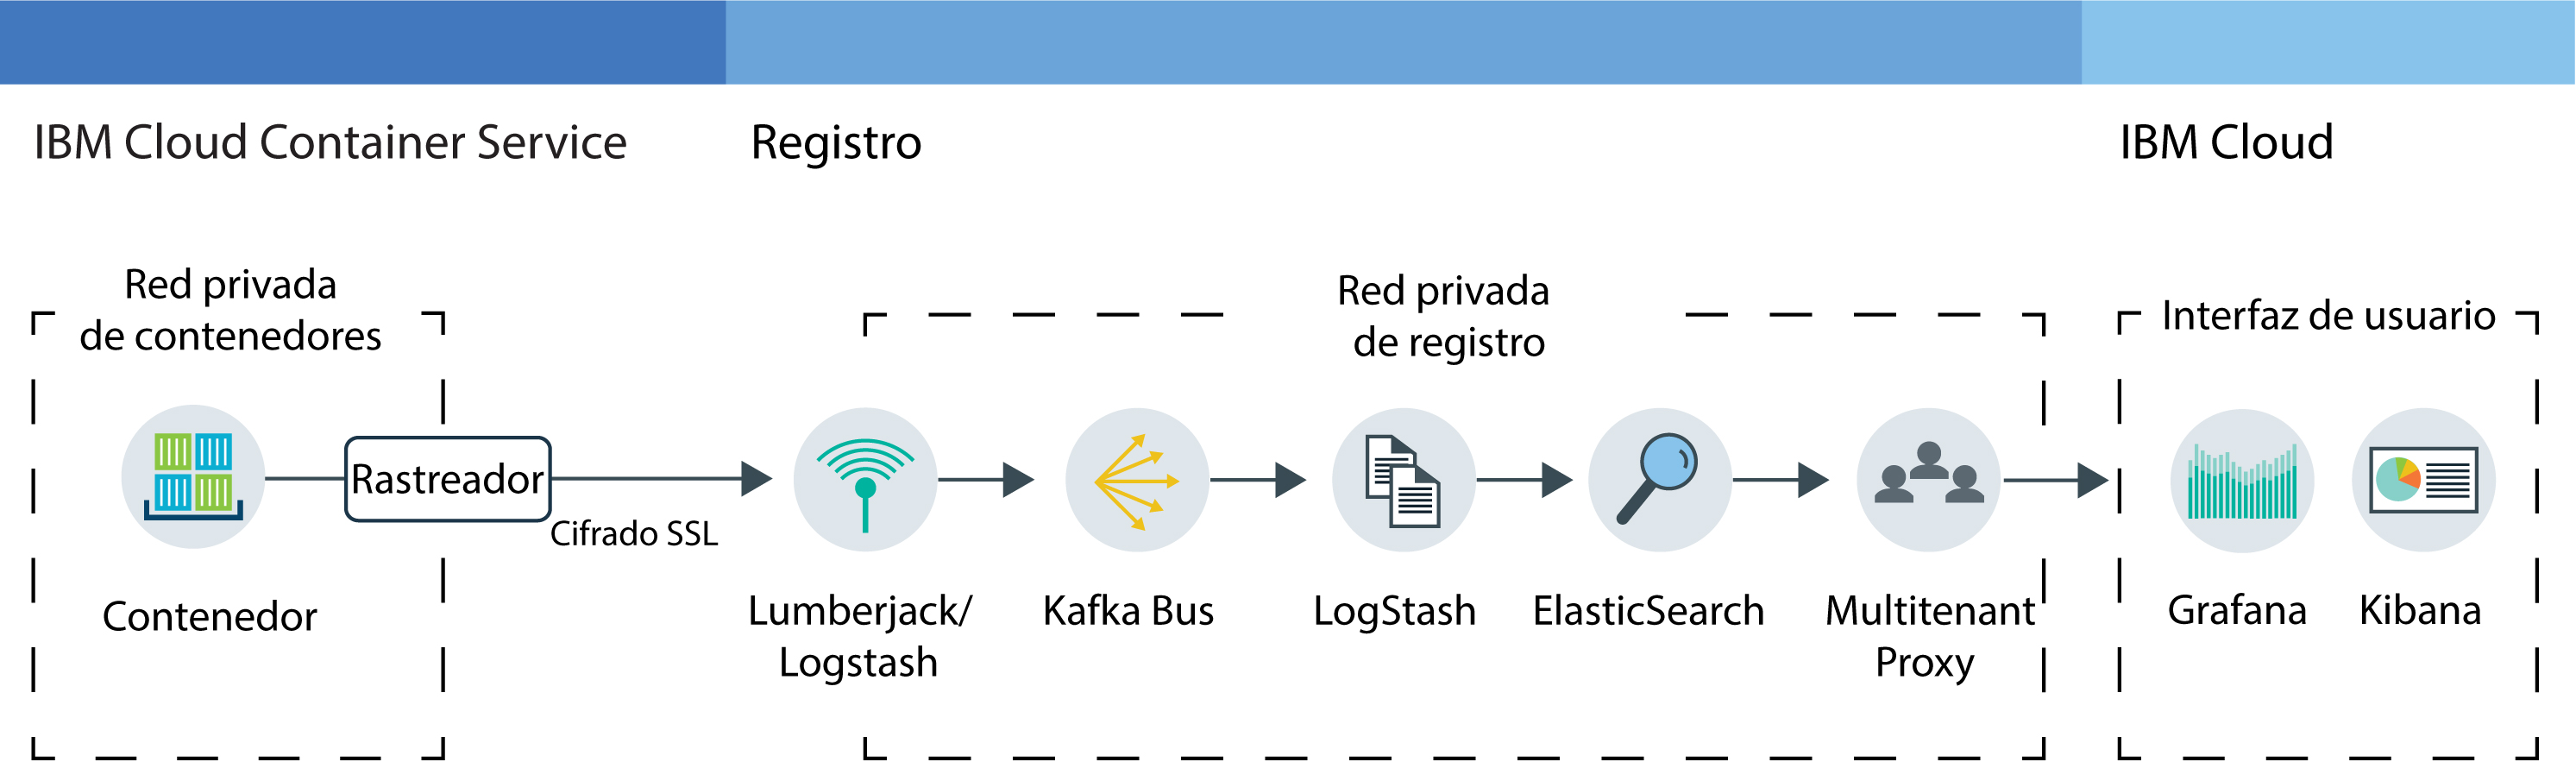 IBM Cloud Container Service
Registro
IBM Cloud
Red privada
de contenedores
Red privada
de registro
Interfaz de usuario
Rastreador
Cifrado SSL
Contenedor
Lumberjack/
Logstash
Kafka Bus
LogStash
ElasticSearch
Multitenant
Proxy
Grafana
Kibana